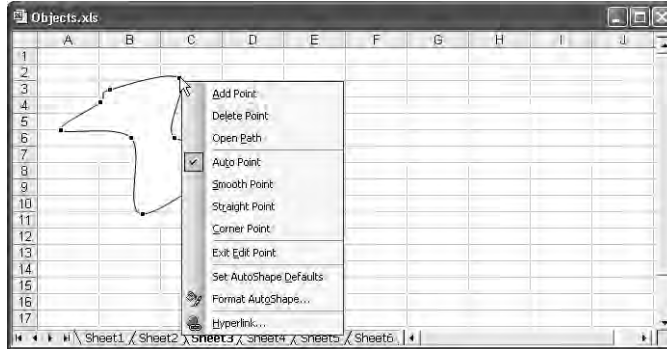 Objects.xls
A B C D E F G H I J
1
2
3
4
5
6
7
8
9
10
11
12
13
14
15
16
17
Add Point
Delete Point
Open Path
Auto Point
Smooth Point
Straight Point
Corner Point
Exit Edit Point
Set AutoShape Defaults
Format AutoShape...
Hyperlink...
Sheet1 Sheet2 Sheet3 Sheet4 Sheet5 Sheet6